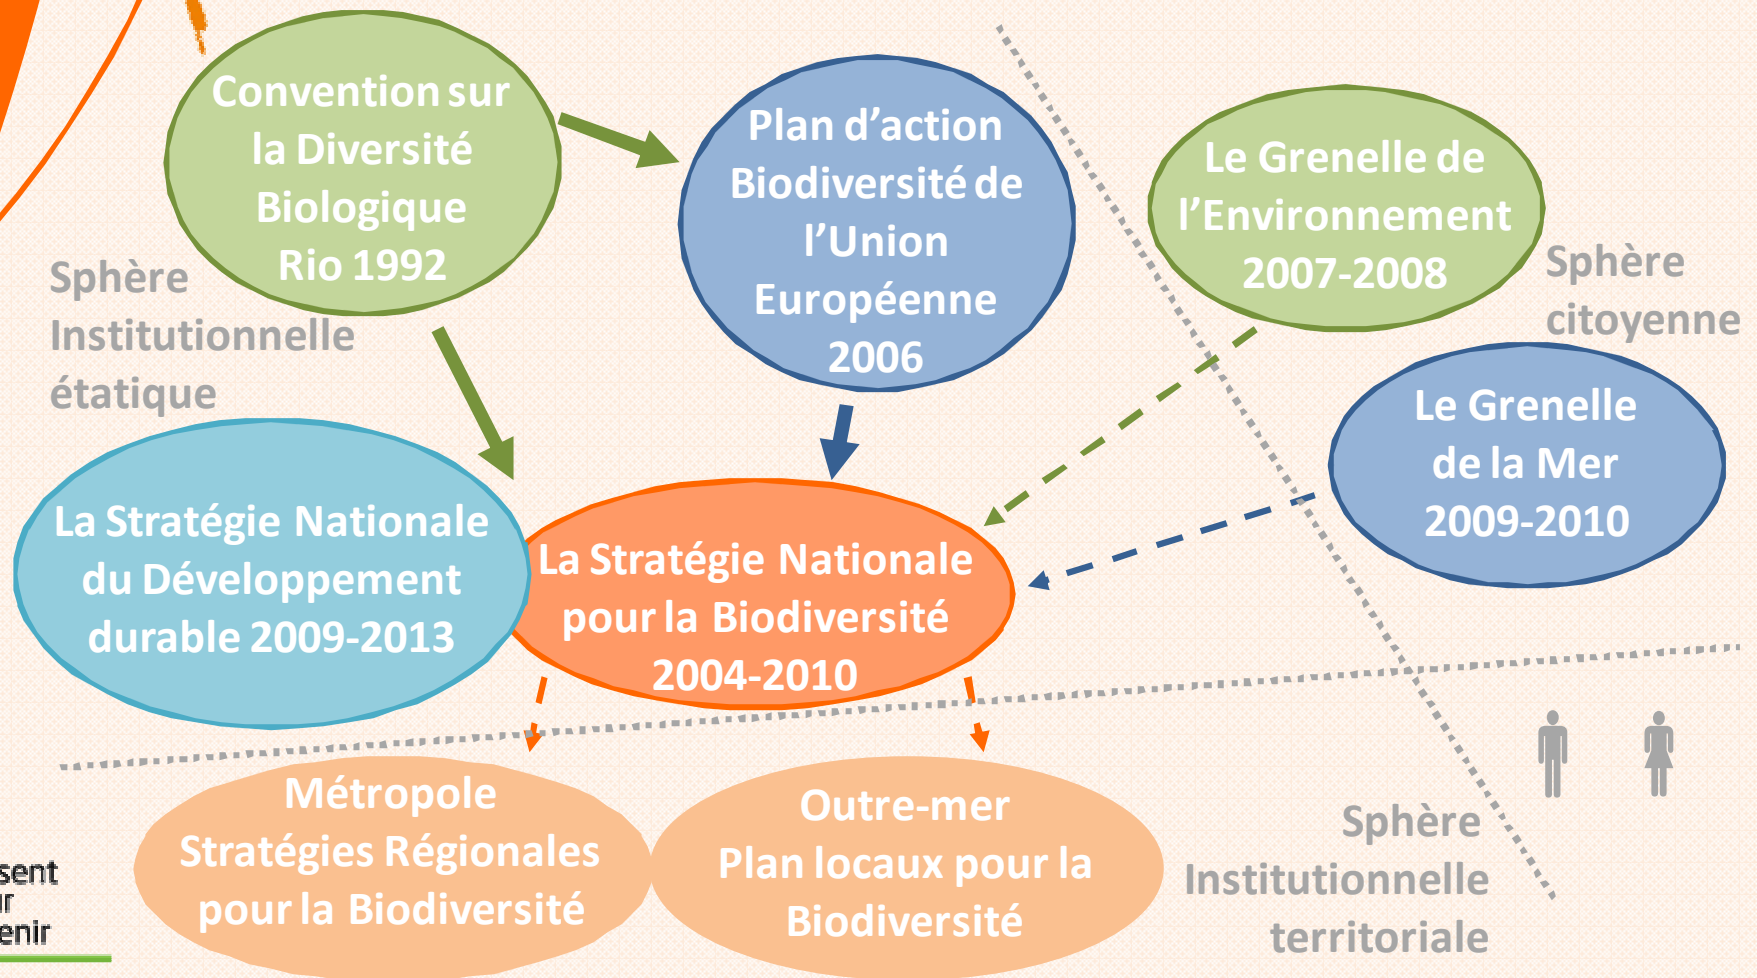 Convention sur
la Diversité
Biologique
Rio 1992
Plan d’action
Biodiversité de
l’Union
Européenne
2006
Le Grenelle de
l’Environnement
2007-2008
Sphère
Institutionnelle
étatique
Sphère
citoyenne
Le Grenelle
de la Mer
2009-2010
La Stratégie Nationale
du Développement
durable 2009-2013
La Stratégie Nationale
pour la Biodiversité
2004-2010
Métropole
Stratégies Régionales
pour la Biodiversité
Outre-mer
Plan locaux pour la
Biodiversité
Sphère
Institutionnelle
territoriale
sent
ur
enir